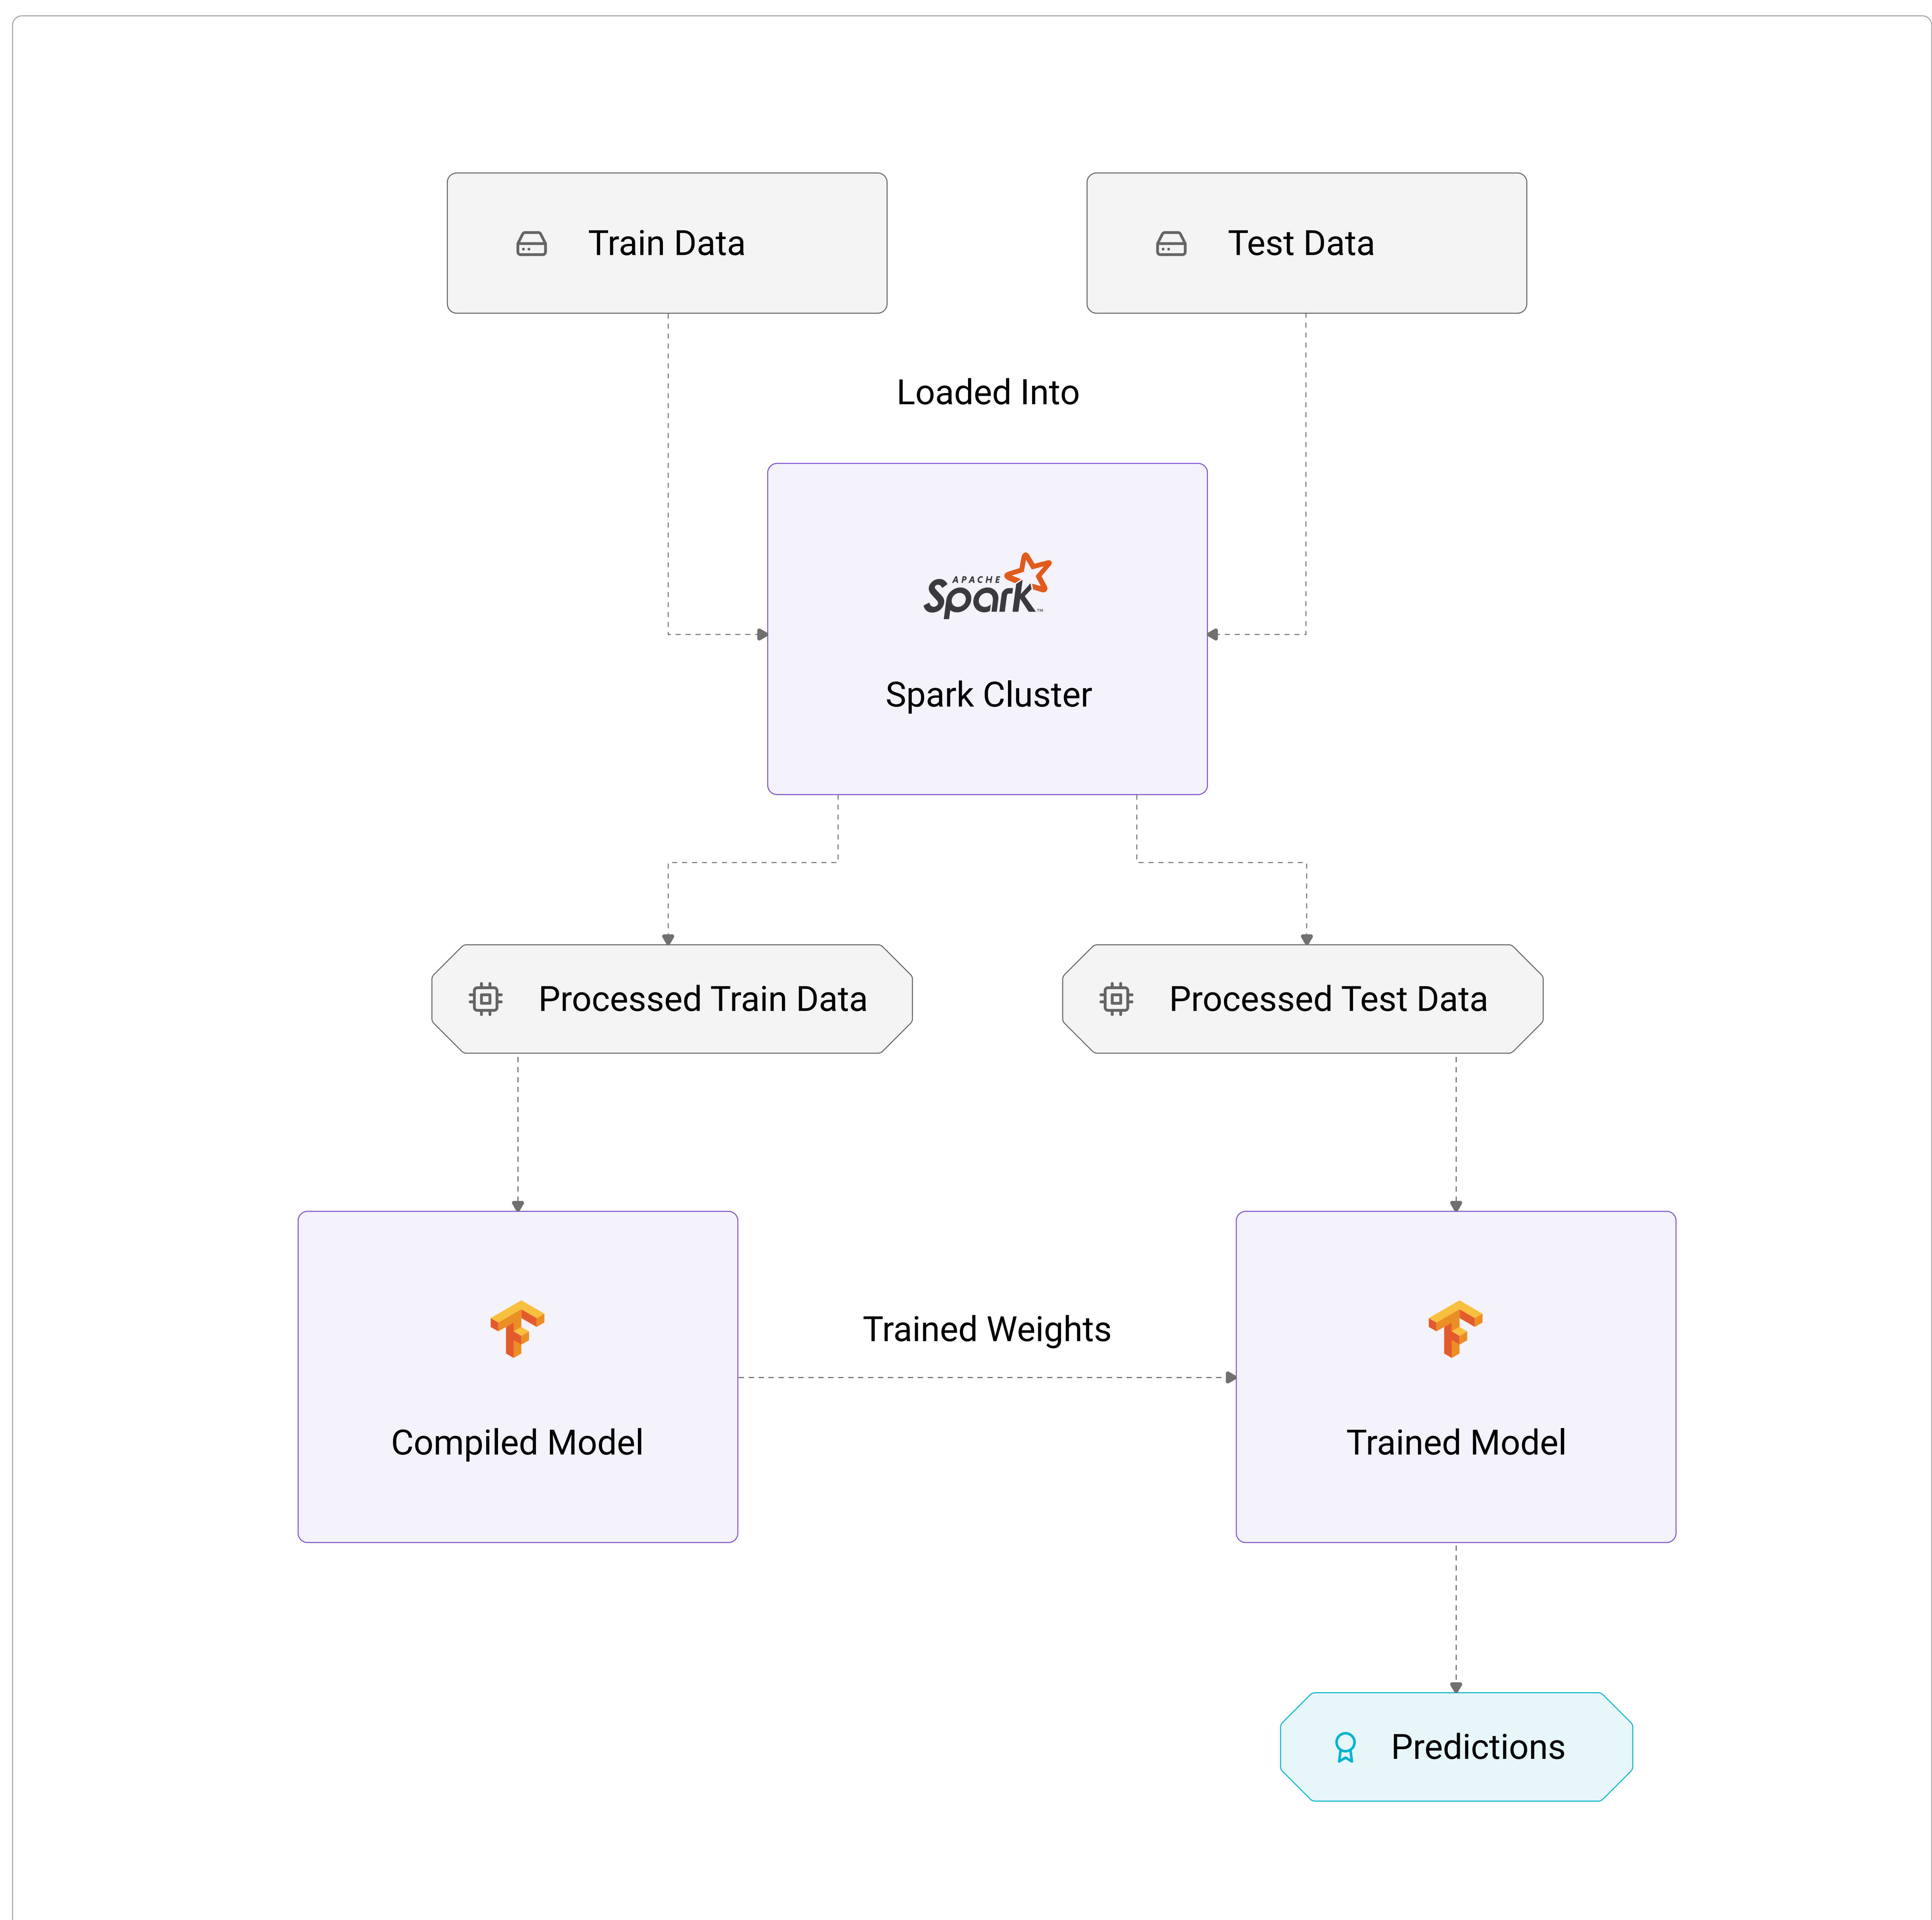 Train Data
Test Data
Loaded Into
APACHE
Spark™
Spark Cluster
Processed Train Data
Processed Test Data
Trained Weights
Compiled Model
Trained Model
Predictions